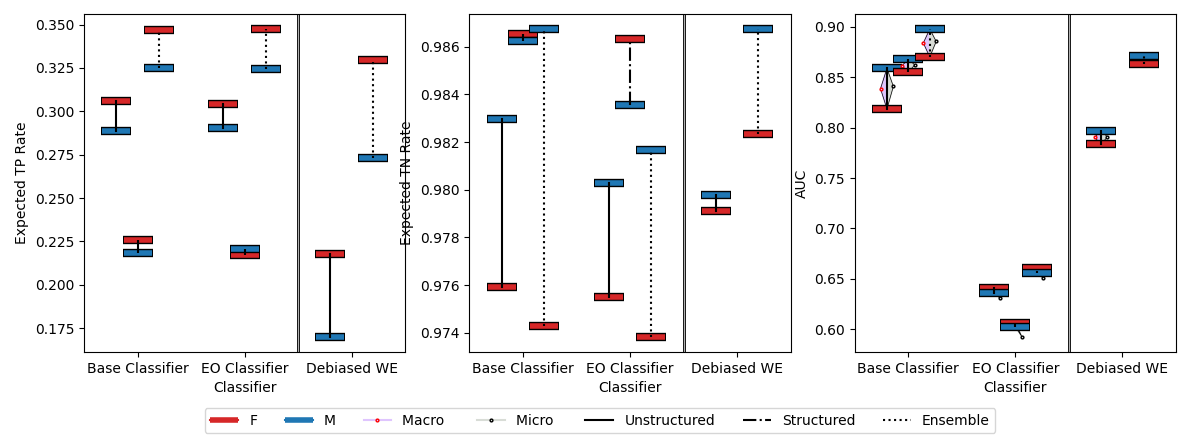 Expected TP Rate
0.350
0.325
0.300
0.275
0.250
0.225
0.200
0.175
Base Classifier EO Classifier Debiased WE
Classifier
Expected TN Rate
0.986
0.984
0.982
0.980
0.978
0.976
0.974
Base Classifier EO Classifier Debiased WE
Classifier
AUC
0.90
0.85
0.80
0.75
0.70
0.65
0.60
Base Classifier EO Classifier Debiased WE
Classifier
F M Macro Micro Unstructured Structured Ensemble